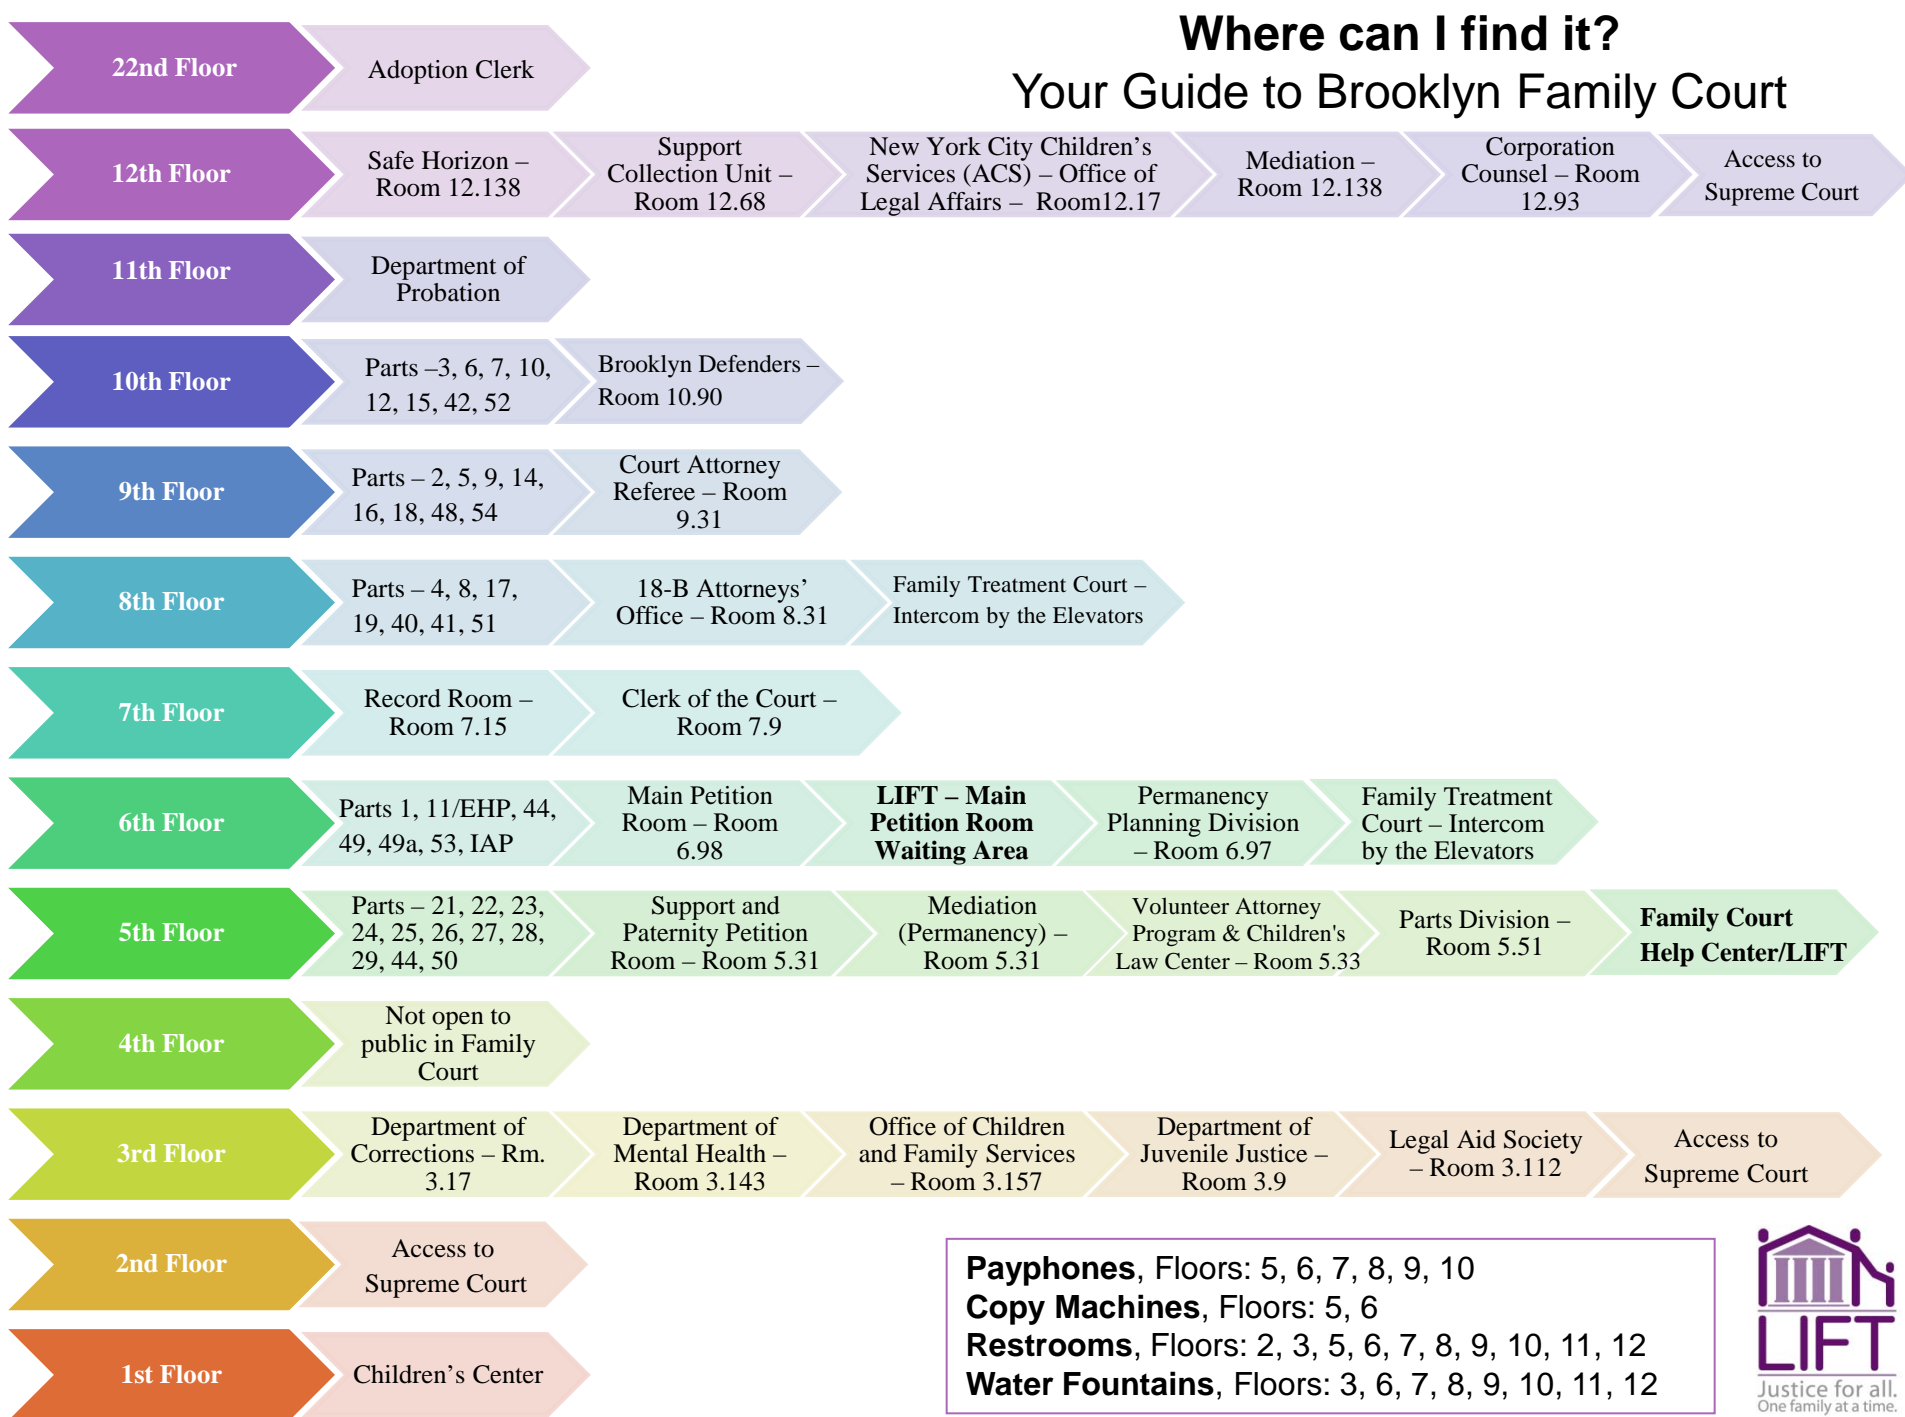 Where can I find it?
Your Guide to Brooklyn Family Court
22nd Floor
Adoption Clerk
12th Floor
Safe Horizon –
Room 12.138
Support
Collection Unit –
Room 12.68
New York City Children’s
Services (ACS) – Office of
Legal Affairs – Room12.17
Mediation –
Room 12.138
Corporation
Counsel – Room
12.93
Access to
Supreme Court
11th Floor
Department of
Probation
10th Floor
Parts –3, 6, 7, 10,
12, 15, 42, 52
Brooklyn Defenders –
Room 10.90
9th Floor
Parts – 2, 5, 9, 14,
16, 18, 48, 54
Court Attorney
Referee – Room
9.31
8th Floor
Parts – 4, 8, 17,
19, 40, 41, 51
18-B Attorneys’
Office – Room 8.31
Family Treatment Court –
Intercom by the Elevators
7th Floor
Record Room –
Room 7.15
Clerk of the Court –
Room 7.9
6th Floor
Parts 1, 11/EHP, 44,
49, 49a, 53, IAP
Main Petition
Room – Room
6.98
LIFT – Main
Petition Room
Waiting Area
Permanency
Planning Division
– Room 6.97
Family Treatment
Court – Intercom
by the Elevators
5th Floor
Parts – 21, 22, 23,
24, 25, 26, 27, 28,
29, 44, 50
Support and
Paternity Petition
Room – Room 5.31
Mediation
(Permanency) –
Room 5.31
Volunteer Attorney
Program & Children's
Law Center – Room 5.33
Parts Division –
Room 5.51
Family Court
Help Center/LIFT
4th Floor
Not open to
public in Family
Court
3rd Floor
Department of
Corrections – Rm.
3.17
Department of
Mental Health –
Room 3.143
Office of Children
and Family Services
– Room 3.157
Department of
Juvenile Justice –
Room 3.9
Legal Aid Society
– Room 3.112
Access to
Supreme Court
2nd Floor
Access to
Supreme Court
1st Floor
Children’s Center
Payphones, Floors: 5, 6, 7, 8, 9, 10
Copy Machines, Floors: 5, 6
Restrooms, Floors: 2, 3, 5, 6, 7, 8, 9, 10, 11, 12
Water Fountains, Floors: 3, 6, 7, 8, 9, 10, 11, 12
LIFT
Justice for all.
One family at a time.